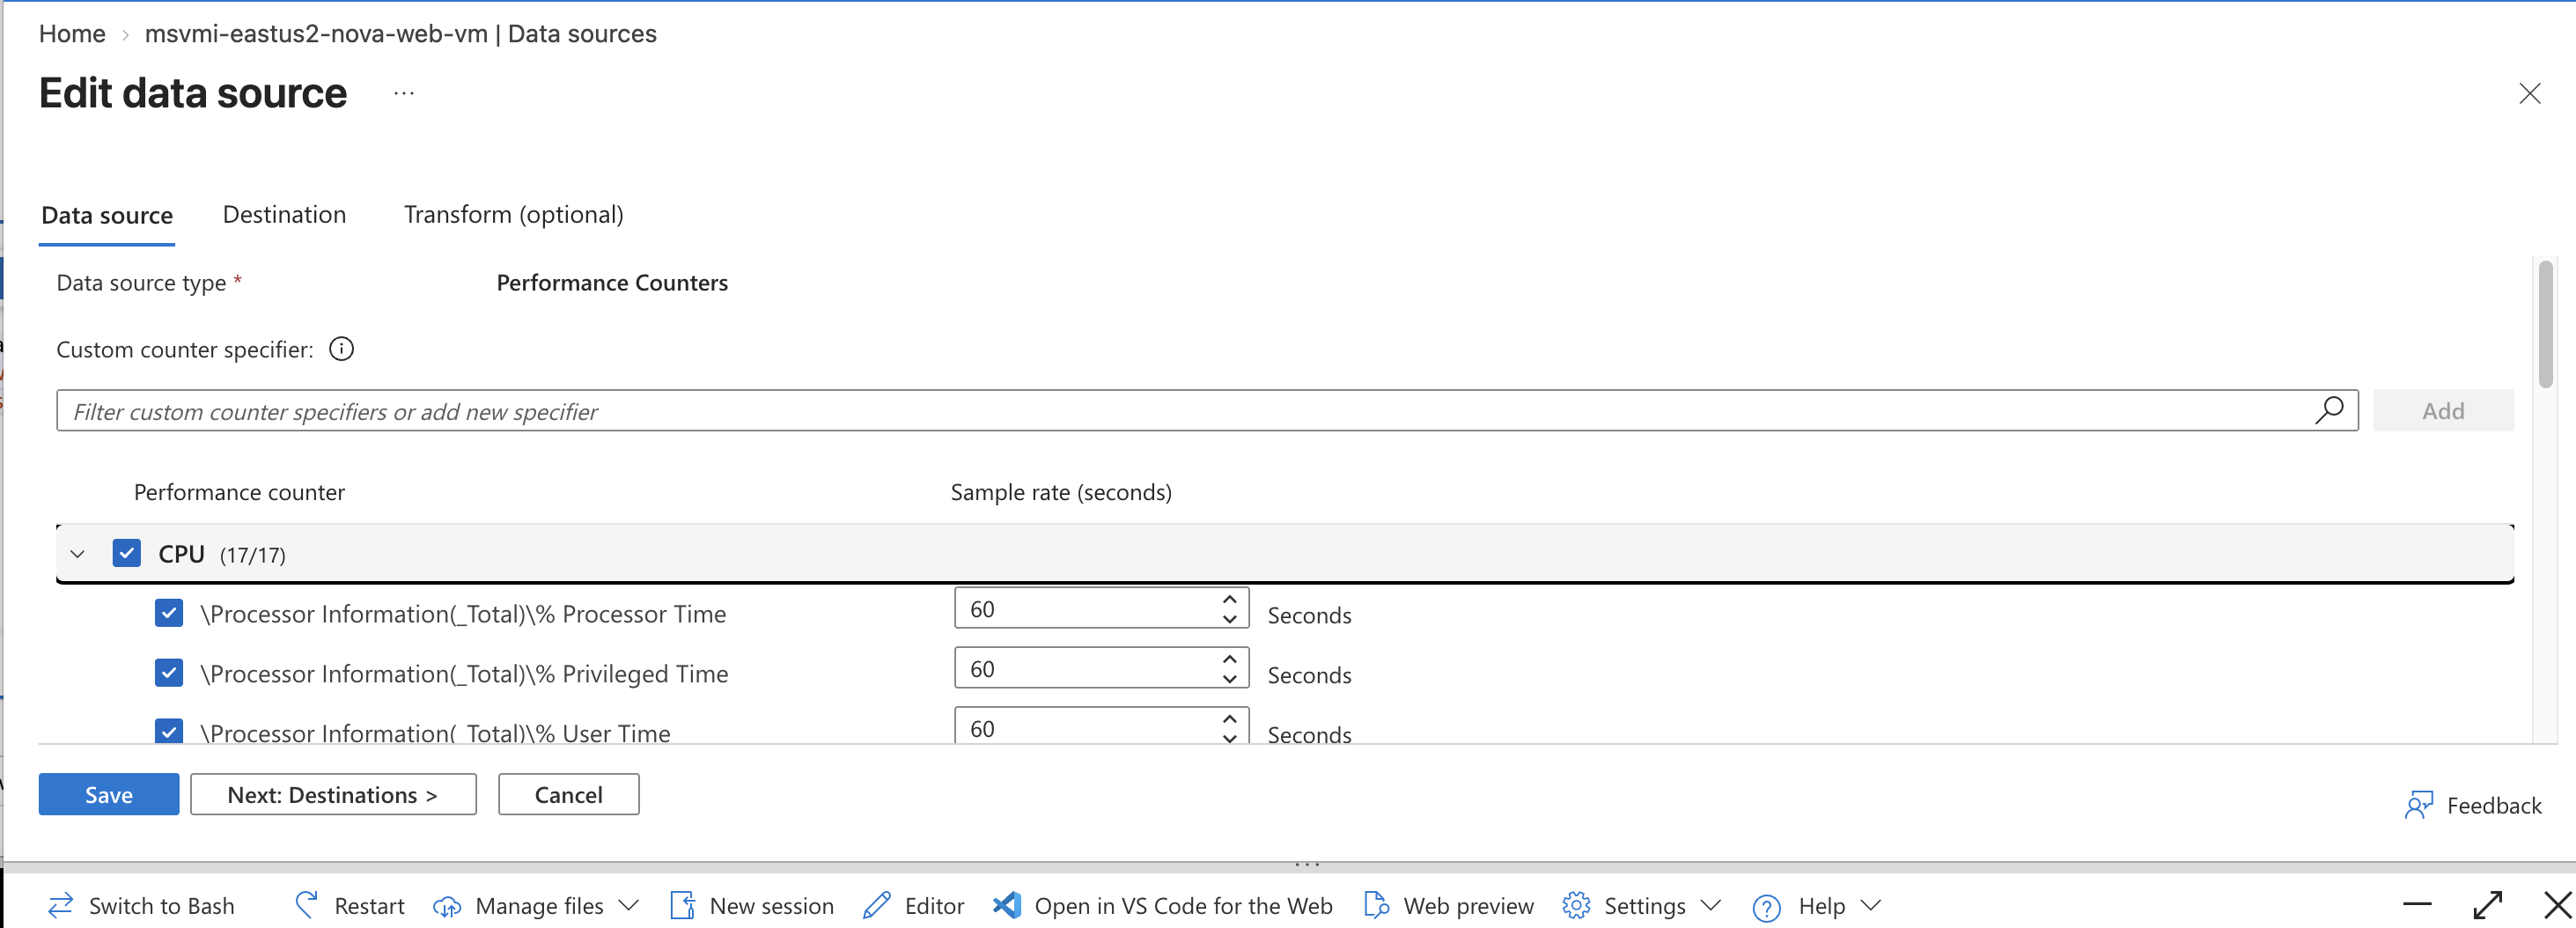 Home > msvmi-eastus2-nova-web-vm | Data sources
Edit data source ...
Data source Destination Transform (optional)
Data source type * Performance Counters
Custom counter specifier:
Filter custom counter specifiers or add new specifier Add
Performance counter Sample rate (seconds)
CPU (17/17)
\Processor Information(_Total)\% Processor Time 60 Seconds
\Processor Information(_Total)\% Privileged Time 60 Seconds
\Processor Information(_Total)\% User Time 60 Seconds
Save Next: Destinations > Cancel
Feedback
Switch to Bash Restart Manage files New session Editor Open in VS Code for the Web Web preview Settings Help